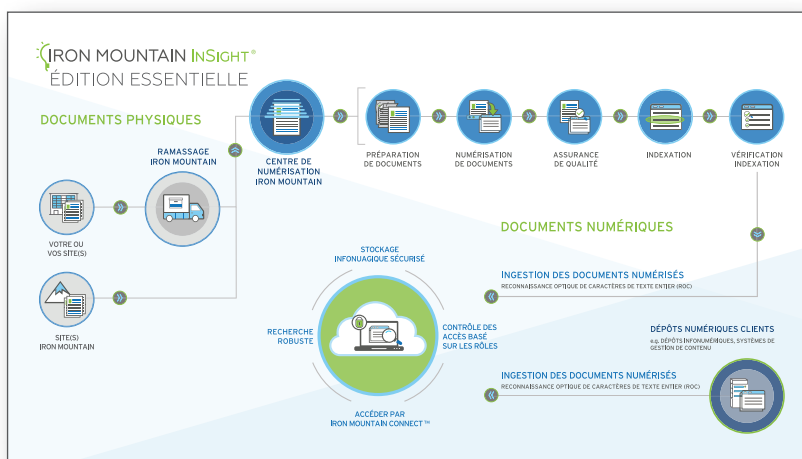 IRON MOUNTAIN INSIGHT®
ÉDITION ESSENTIELLE
DOCUMENTS PHYSIQUES
RAMASSAGE
IRON MOUNTAIN
VOTRE OU
VOS SITE(S)
SITE(S)
IRON MOUNTAIN
CENTRE DE
NUMÉRISATION
IRON MOUNTAIN
PRÉPARATION
DE DOCUMENTS
NUMÉRISATION
DE DOCUMENTS
ASSURANCE
DE QUALITÉ
INDEXATION
VÉRIFICATION
INDEXATION
DOCUMENTS NUMÉRIQUES
STOCKAGE
INFONUAGIQUE SÉCURISÉ
RECHERCHE
ROBUSTE
CONTRÔLE DES
ACCÈS BASÉ
SUR LES RÔLES
ACCÉDER PAR
IRON MOUNTAIN CONNECT™
INGESTION DES DOCUMENTS NUMÉRISÉS
RECONNAISSANCE OPTIQUE DE CARACTÈRES DE TEXTE ENTIER (ROC)
DÉPÔTS NUMÉRIQUES CLIENTS
e.g. DÉPÔTS INFONUMÉRIQUES, SYSTÈMES DE
GESTION DE CONTENU
INGESTION DES DOCUMENTS NUMÉRISÉS
RECONNAISSANCE OPTIQUE DE CARACTÈRES DE TEXTE ENTIER (ROC)